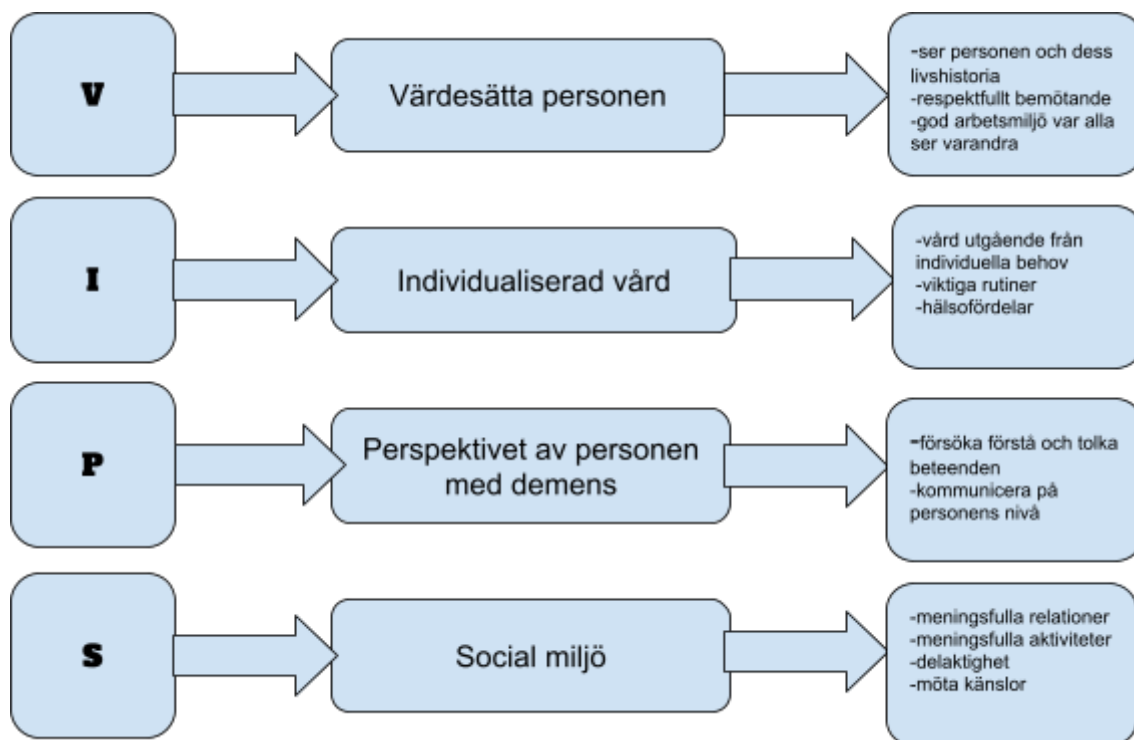 V
Värdesätta personen
-ser personen och dess
livshistoria
-respektfullt bemötande
-god arbetsmiljö var alla
ser varandra
I
Individualiserad vård
-vård utgående från
individuella behov
-viktiga rutiner
-hälsofördelar
P
Perspektivet av personen
med demens
-försöka förstå och tolka
beteenden
-kommunicera på
personens nivå
S
Social miljö
-meningsfulla relationer
-meningsfulla aktiviteter
-delaktighet
-möta känslor